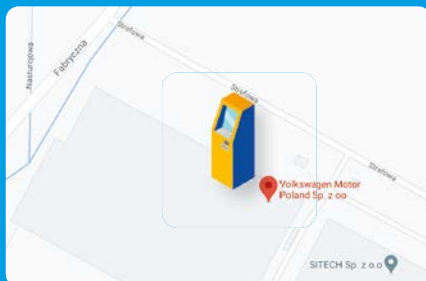 Nasturcjowa
Fabryczna
Strefowa
Strefowa
Volkswagen Motor
Poland Sp. z oo
Strefowa
SITECH Sp. z o.o